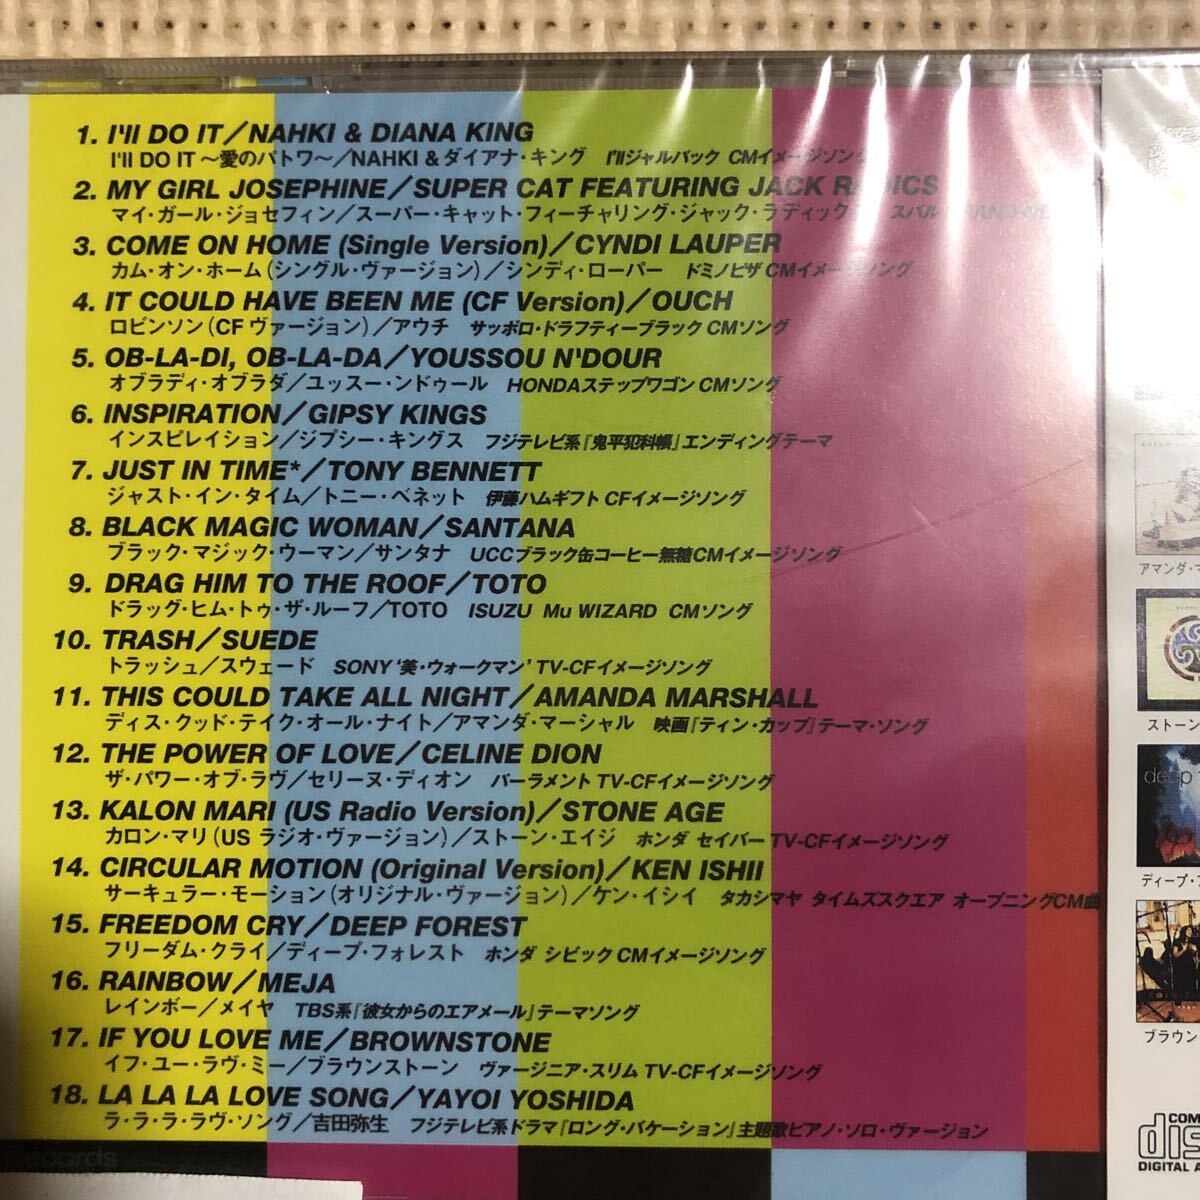 1. I'll DO IT／NAHKI & DIANA KING
I'll DO IT ～愛のパトワ～／NAHKI & ダイアナ・キング I'llジャルパック CMイメージソング
2. MY GIRL JOSEPHINE／SUPER CAT FEATURING JACK RADICS
マイ・ガール・ジョセフィン／スーパー・キャット・フィーチャリング・ジャック・ラディックス スバル
3. COME ON HOME (Single Version)／CYNDI LAUPER
カム・オン・ホーム(シングル・ヴァージョン)／シンディ・ローパー ドミノピザ CMイメージソング
4. IT COULD HAVE BEEN ME (CF Version)／OUCH
ロビンソン(CF ヴァージョン)／アウチ サッポロ・ドラフティーブラック CMソング
5. OB-LA-DI, OB-LA-DA／YOUSSOU N'DOUR
オブラディ・オブラダ／ユッスー・ンドゥール HONDAステップワゴン CMソング
6. INSPIRATION／GIPSY KINGS
インスピレイション／ジプシー・キングス フジテレビ系『鬼平犯科帳』エンディングテーマ
7. JUST IN TIME*／TONY BENNETT
ジャスト・イン・タイム／トニー・ベネット 伊藤ハムギフト CFイメージソング
8. BLACK MAGIC WOMAN／SANTANA
ブラック・マジック・ウーマン／サンタナ UCCブラック缶コーヒー無糖CMイメージソング
9. DRAG HIM TO THE ROOF／TOTO
ドラッグ・ヒム・トゥ・ザ・ルーフ／TOTO ISUZU Mu WIZARD CMソング
10. TRASH／SUEDE
トラッシュ／スウェード SONY '美・ウォークマン' TV-CFイメージソング
11. THIS COULD TAKE ALL NIGHT／AMANDA MARSHALL
ディス・クッド・テイク・オール・ナイト／アマンダ・マーシャル 映画『ティン・カップ』テーマ・ソング
12. THE POWER OF LOVE／CELINE DION
ザ・パワー・オブ・ラヴ／セリーヌ・ディオン パーラメント TV-CFイメージソング
13. KALON MARI (US Radio Version)／STONE AGE
カロン・マリ(US ラジオ・ヴァージョン)／ストーン・エイジ ホンダ セイバー TV-CFイメージソング
14. CIRCULAR MOTION (Original Version)／KEN ISHII
サーキュラー・モーション(オリジナル・ヴァージョン)／ケン・イシイ タカシマヤ タイムズスクエア オープニングCM曲
15. FREEDOM CRY／DEEP FOREST
フリーダム・クライ／ディープ・フォレスト ホンダ シビック CMイメージソング
16. RAINBOW／MEJA
レインボー／メイヤ TBS系『彼女からのエアメール』テーマソング
17. IF YOU LOVE ME／BROWNSTONE
イフ・ユー・ラヴ・ミー／ブラウンストーン ヴァージニア・スリム TV-CFイメージソング
18. LA LA LA LOVE SONG／YAYOI YOSHIDA
ラ・ラ・ラ・ラヴ・ソング／吉田弥生 フジテレビ系ドラマ『ロング・バケーション』主題歌ピアノ・ソロ・ヴァージョン
アマンダ・マ
ストーン
deep
ディープ・フ
ブラウン
COM
dis
DIGITAL A
ecords